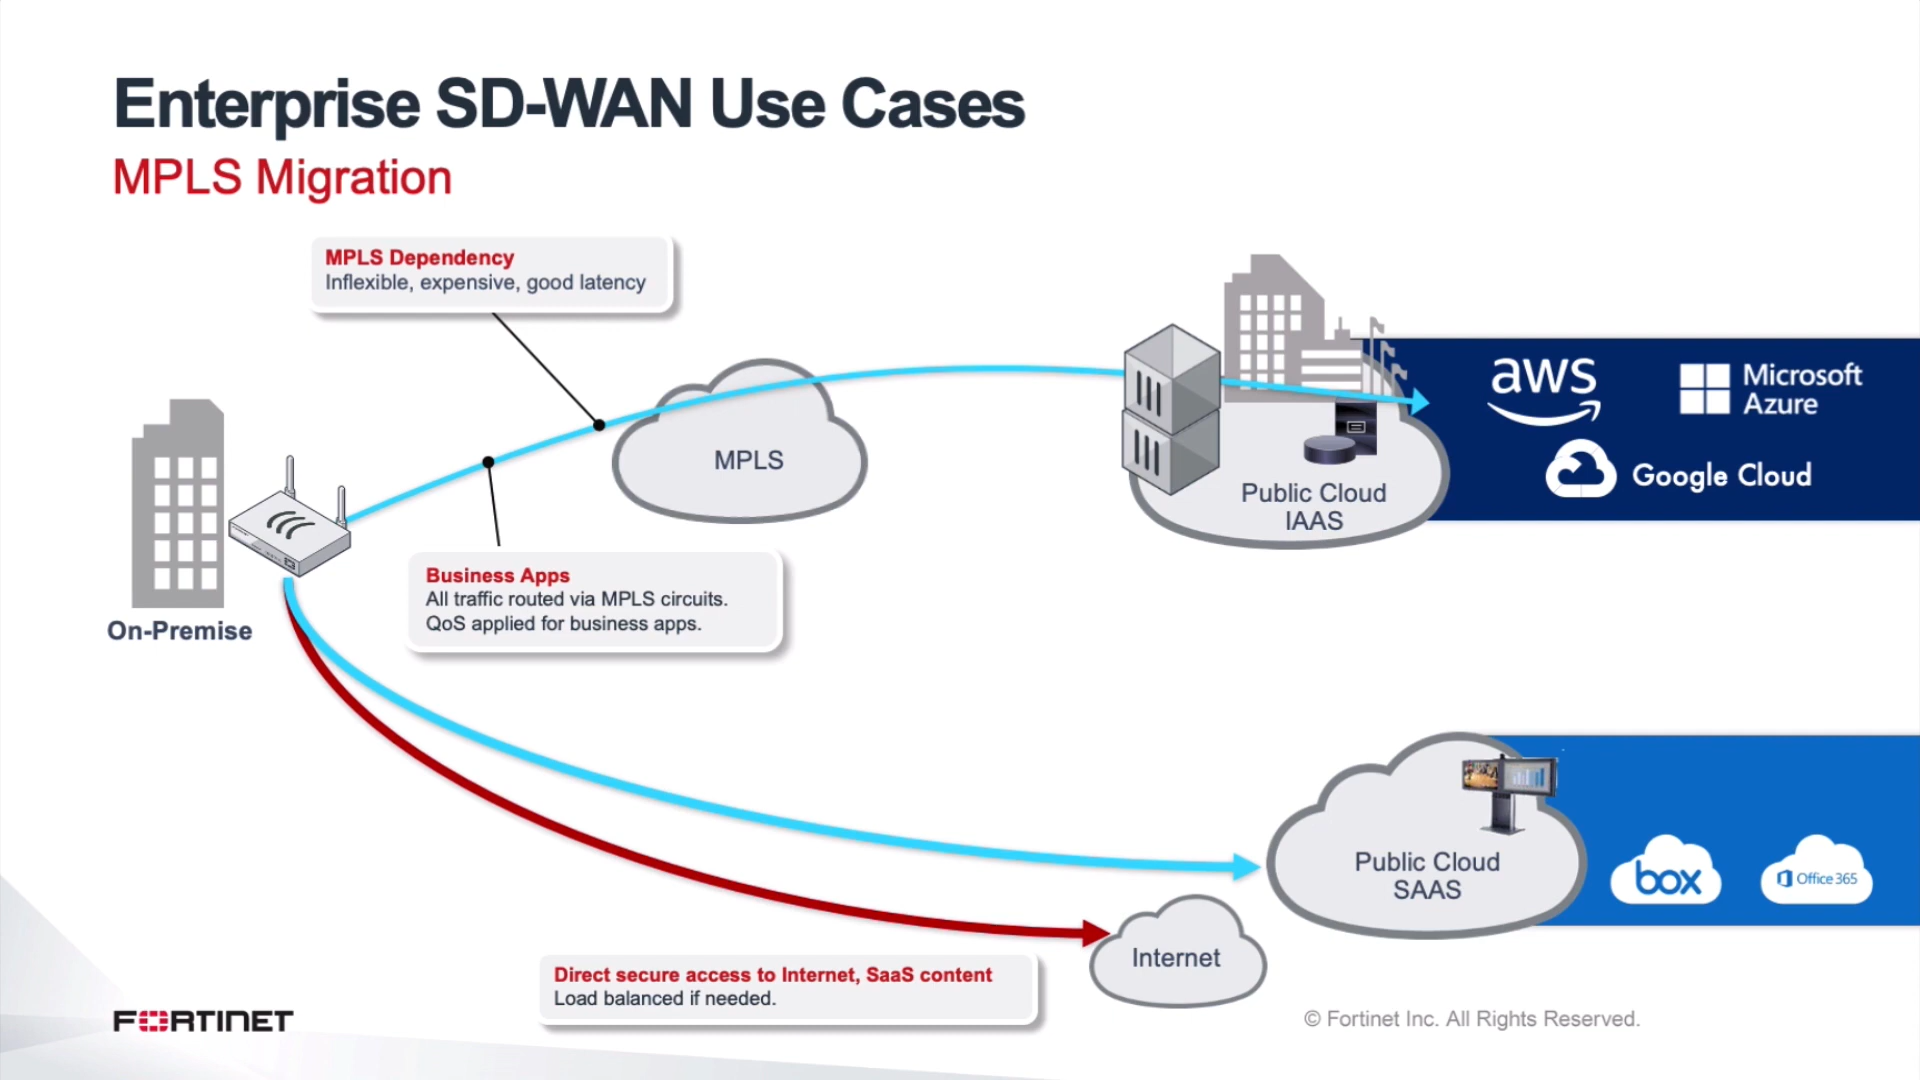 Enterprise SD-WAN Use Cases
MPLS Migration
MPLS Dependency
Inflexible, expensive, good latency
aws
Microsoft
Azure
MPLS
Google Cloud
Public Cloud
IAAS
Business Apps
All traffic routed via MPLS circuits.
QoS applied for business apps.
On-Premise
Public Cloud
SAAS
box
Office 365
Internet
Direct secure access to Internet, SaaS content
Load balanced if needed.
FORTINET
© Fortinet Inc. All Rights Reserved.